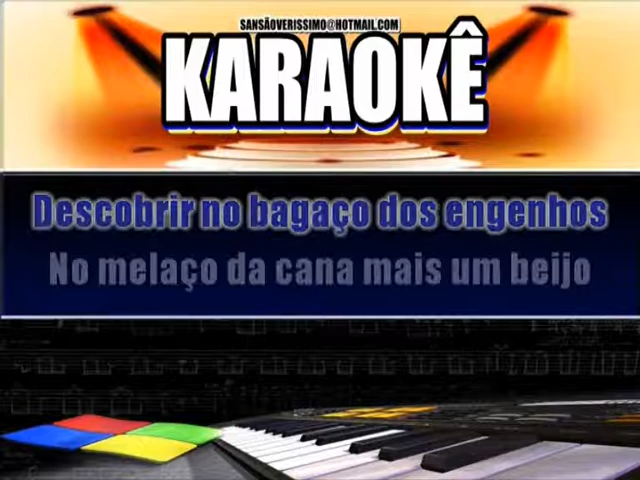 SANSÃOVERISSIMO@HOTMAIL.COM
KARAOKÊ
Descobrir no bagaço dos engenhos
No melaço da cana mais um beijo